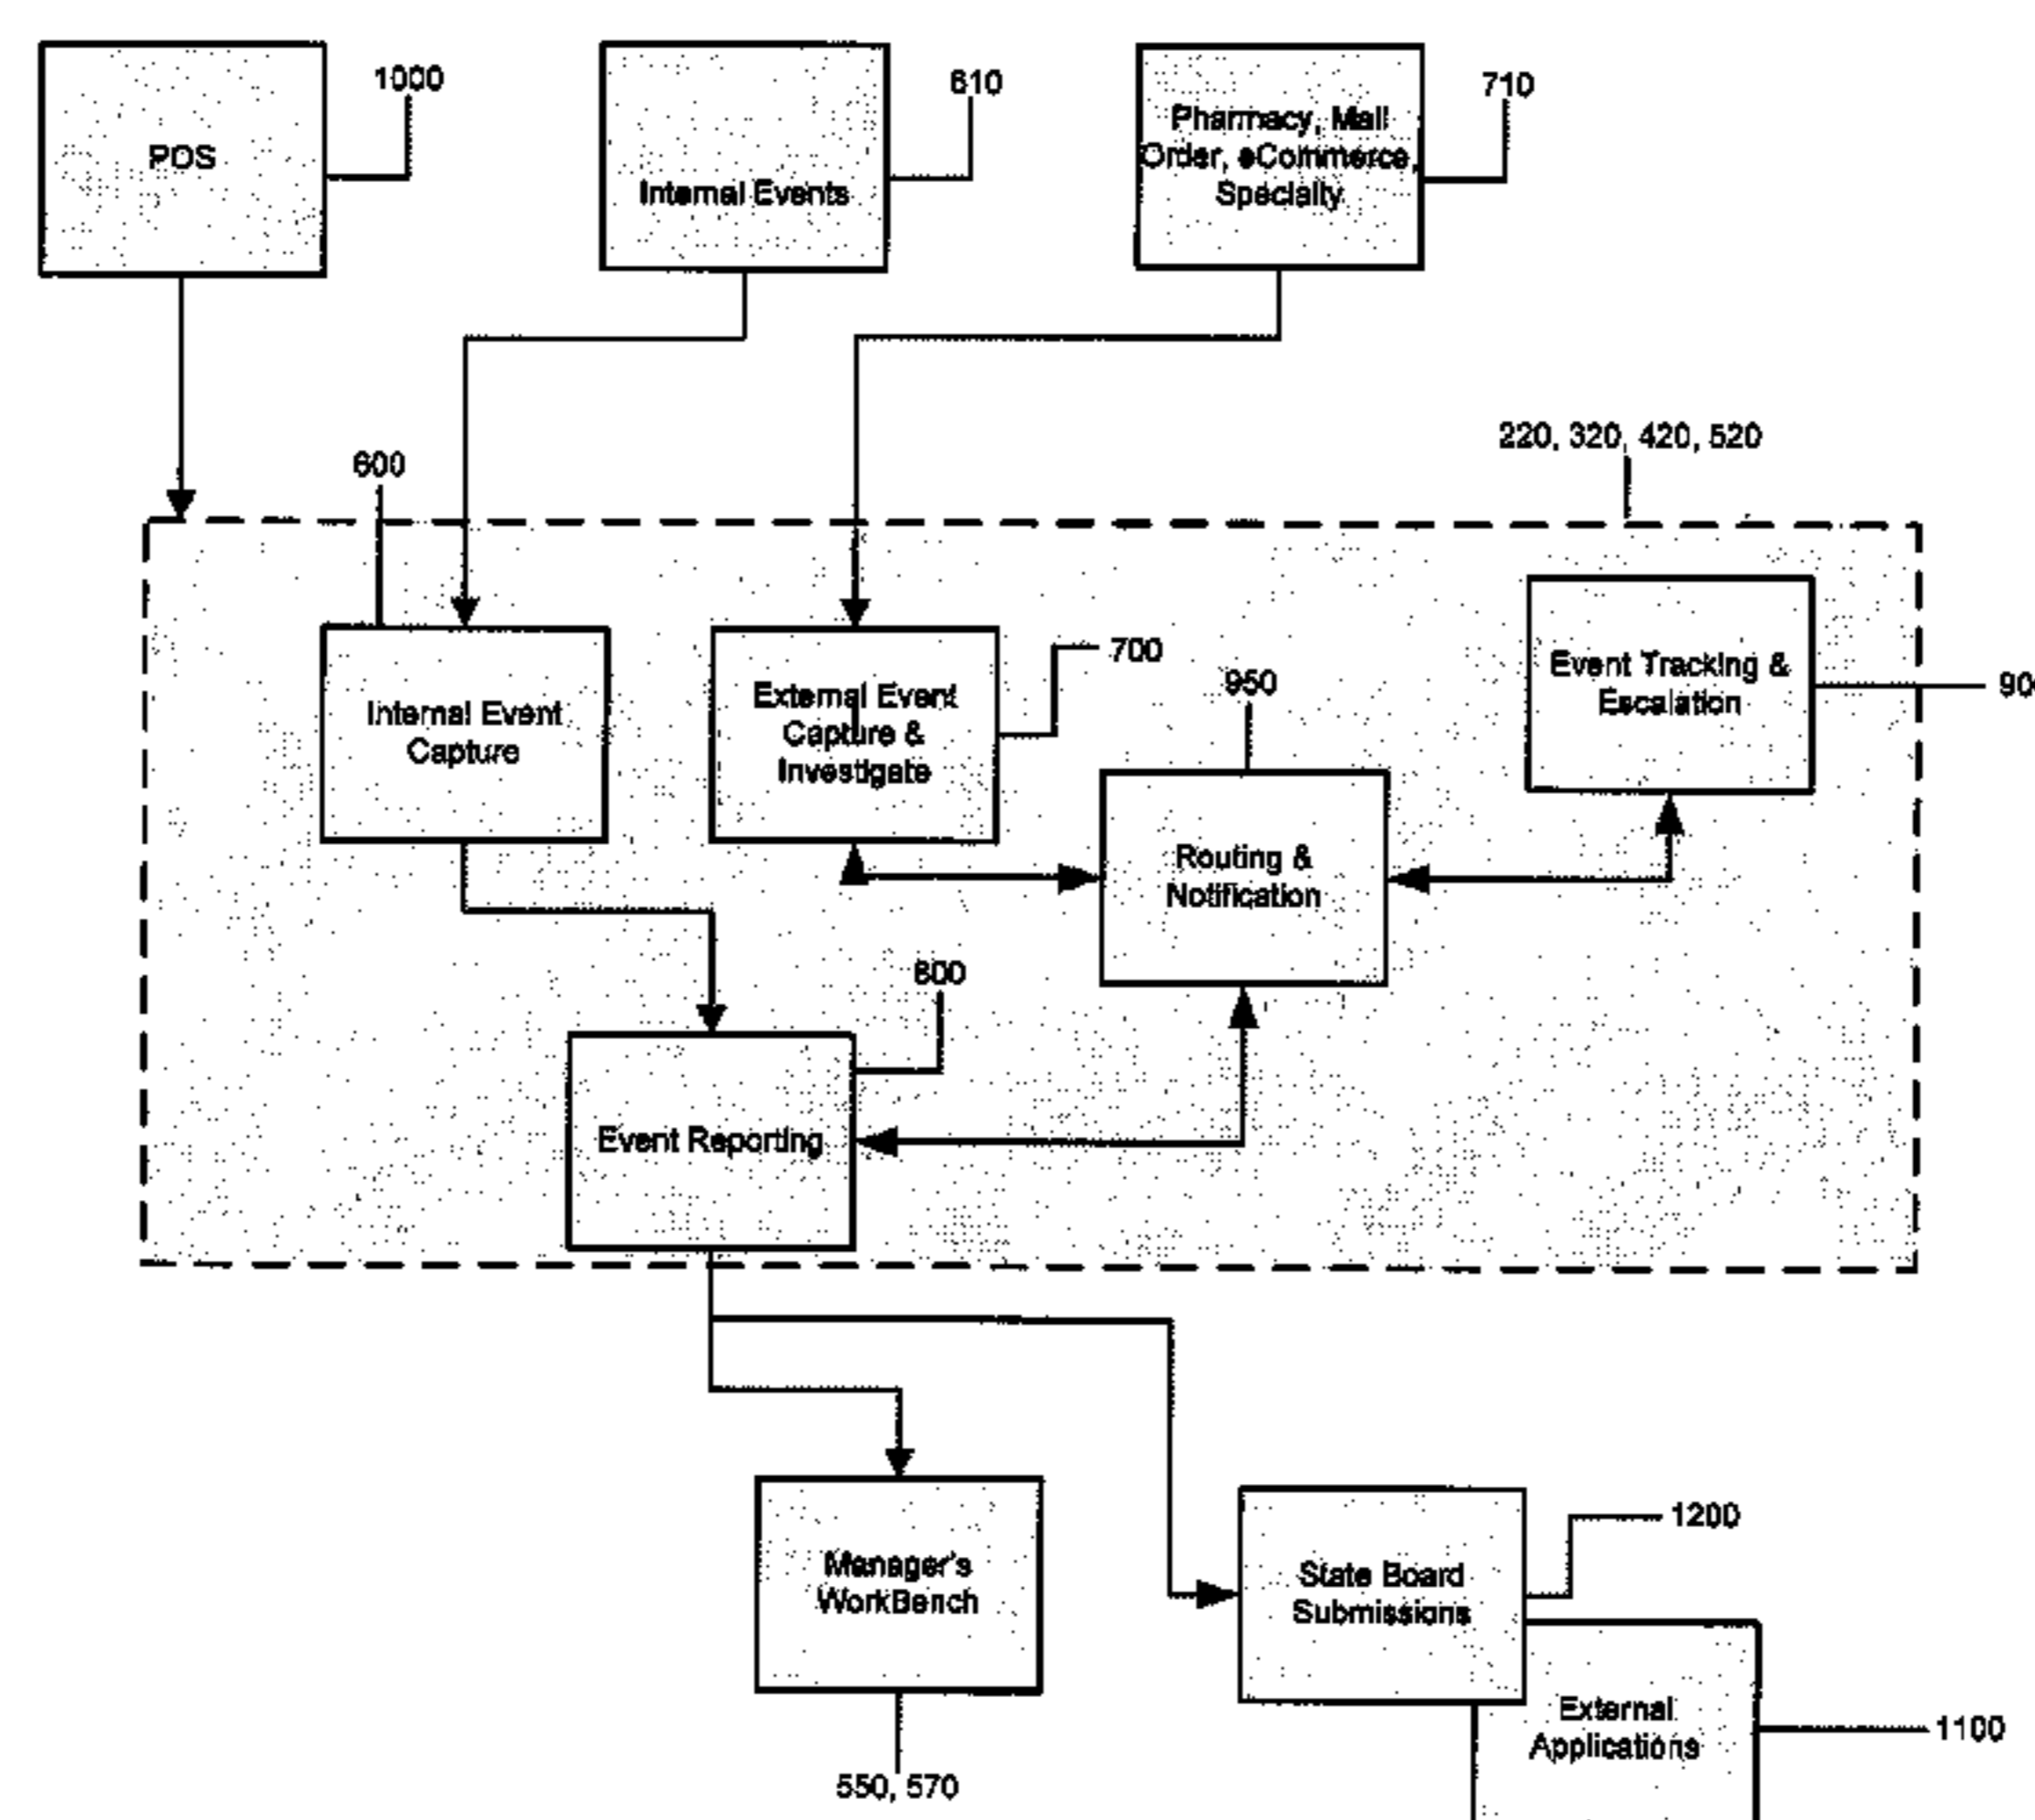 POS
1000
Internal Events
610
Pharmacy, Mail
Order, eCommerce,
Specialty
710
220, 320, 420, 520
600
Internal Event
Capture
External Event
Capture &
Investigate
700
950
Event Tracking &
Escalation
90
Routing &
Notification
800
Event Reporting
Manager's
WorkBench
550, 570
State Board
Submissions
1200
External
Applications
1100